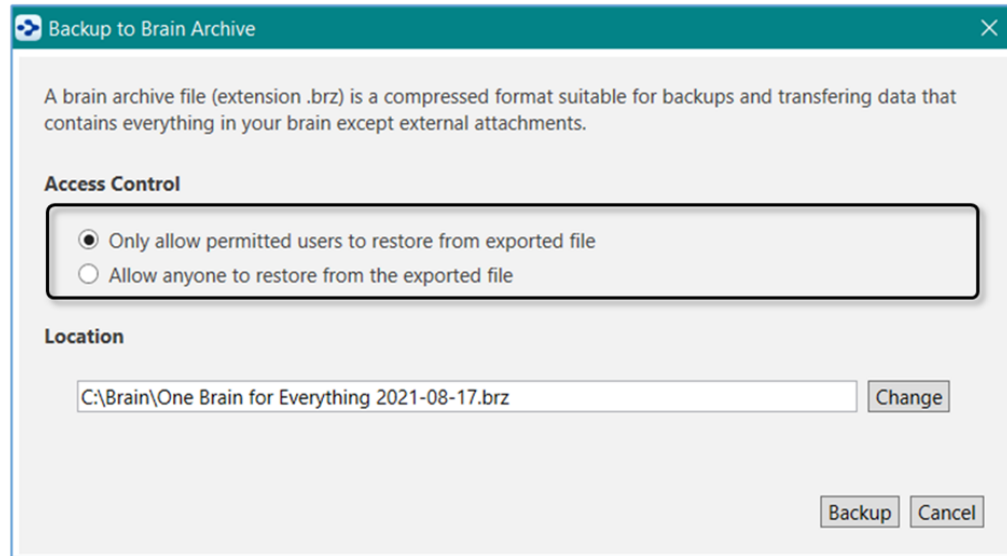 Backup to Brain Archive
A brain archive file (extension .brz) is a compressed format suitable for backups and transfering data that
contains everything in your brain except external attachments.
Access Control
Only allow permitted users to restore from exported file
Allow anyone to restore from the exported file
Location
C:\Brain\One Brain for Everything 2021-08-17.brz Change
Backup Cancel